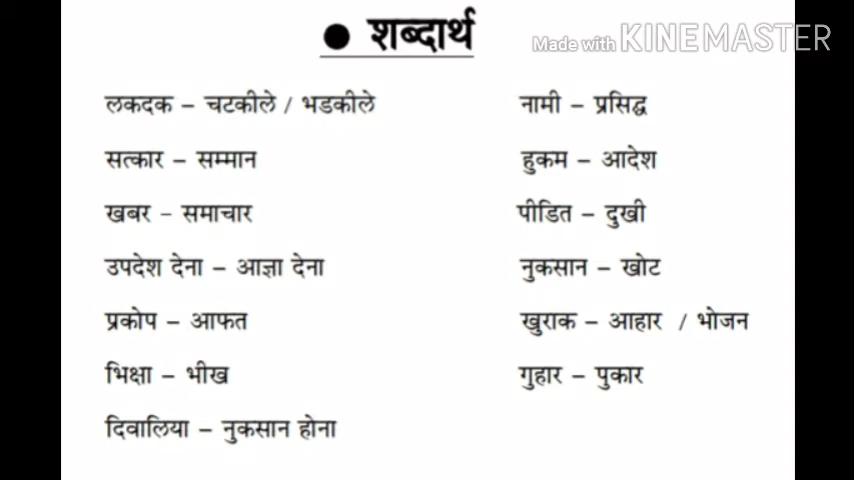 ● शब्दार्थ
Made with KINEMASTER
लकदक – चटकीले / भडकीले
सत्कार – सम्मान
खबर - समाचार
उपदेश देना – आज्ञा देना
प्रकोप – आफत
भिक्षा – भीख
दिवालिया – नुकसान होना
नामी – प्रसिद्ध
हुकम – आदेश
पीडित – दुखी
नुकसान – खोट
खुराक – आहार / भोजन
गुहार – पुकार